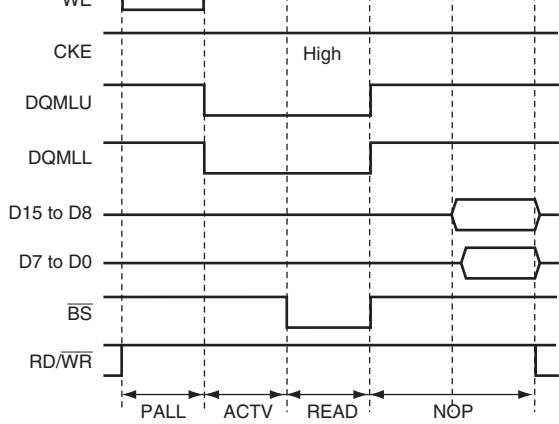 WE
CKE
High
DQMLU
DQMLL
D15 to D8
D7 to D0
BS
RD/WR
PALL ACTV READ NOP